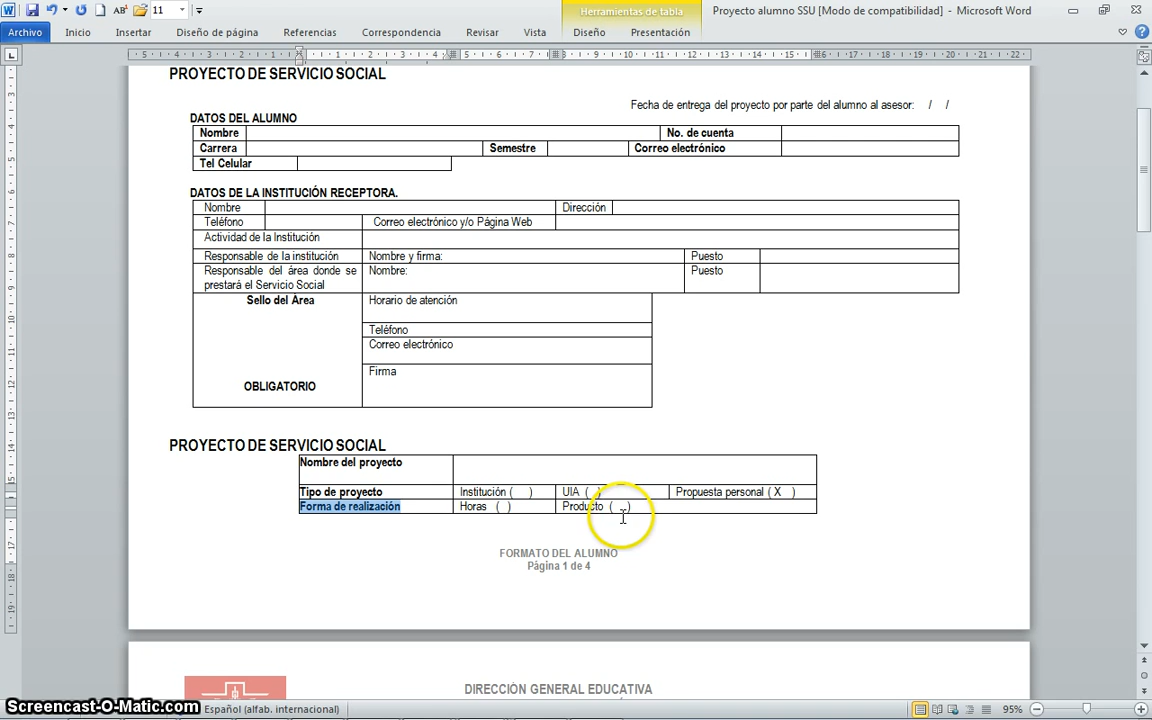 11
Herramientas de tabla
Proyecto alumno SSU [Modo de compatibilidad] - Microsoft Word
Archivo Inicio Insertar Diseño de página Referencias Correspondencia Revisar Vista Diseño Presentación
PROYECTO DE SERVICIO SOCIAL
Fecha de entrega del proyecto por parte del alumno al asesor: / /
DATOS DEL ALUMNO
Nombre No. de cuenta
Carrera Semestre Correo electrónico
Tel Celular
DATOS DE LA INSTITUCIÓN RECEPTORA.
Nombre Dirección
Teléfono Correo electrónico y/o Página Web
Actividad de la Institución
Responsable de la institución Nombre y firma: Puesto
Responsable del área donde se prestará el Servicio Social Nombre: Puesto
Sello del Área Horario de atención
Teléfono
Correo electrónico
Firma
OBLIGATORIO
PROYECTO DE SERVICIO SOCIAL
Nombre del proyecto
Tipo de proyecto Institución ( ) UIA ( ) Propuesta personal ( X )
Forma de realización Horas ( ) Producto ( )
FORMATO DEL ALUMNO
Página 1 de 4
DIRECCIÓN GENERAL EDUCATIVA
Screencast-O-Matic.com
Español (alfab. internacional)
95%